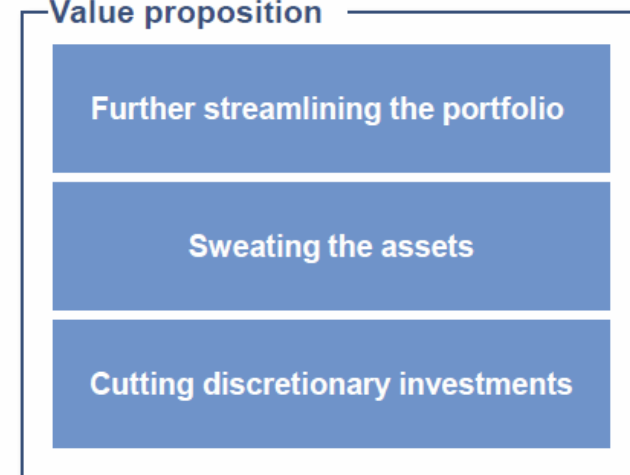 Value proposition
Further streamlining the portfolio
Sweating the assets
Cutting discretionary investments